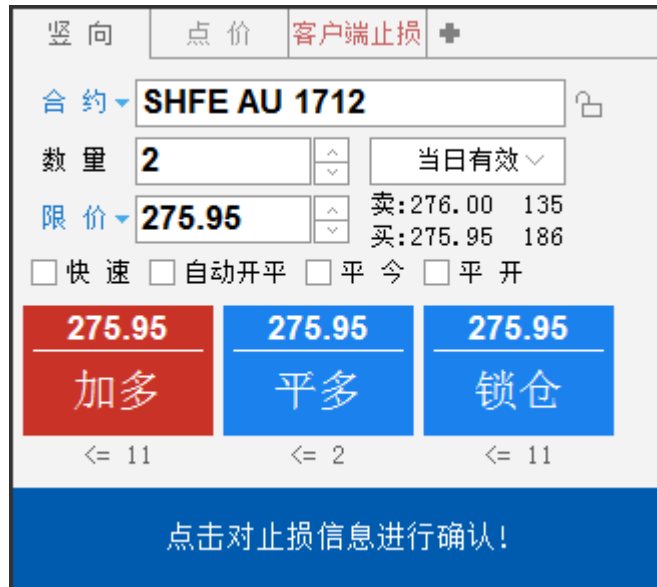 竖 向 点 价 客户端止损
合 约 SHFE AU 1712
数 量 2 当日有效
限 价 275.95 卖:276.00 135
买:275.95 186
快 速 自动开平 平 今 平 开
275.95 275.95 275.95
加多 平多 锁仓
<= 11 <= 2 <= 11
点击对止损信息进行确认!